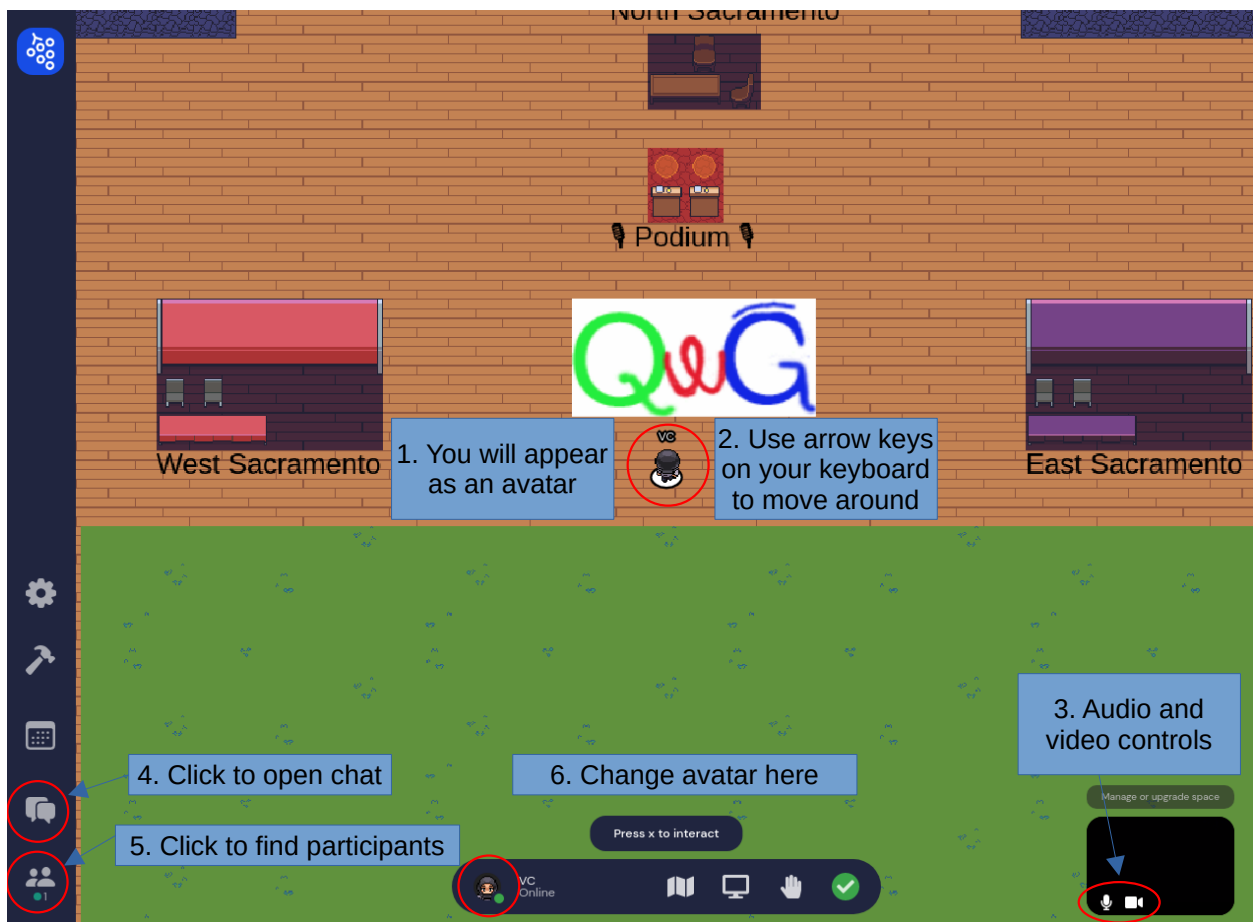 North Sacramento
Podium
QwG
West Sacramento
1. You will appear
as an avatar
VC
2. Use arrow keys
on your keyboard
to move around
East Sacramento
3. Audio and
video controls
4. Click to open chat
6. Change avatar here
Manage or upgrade space
Press x to interact
5. Click to find participants
1
VC
Online